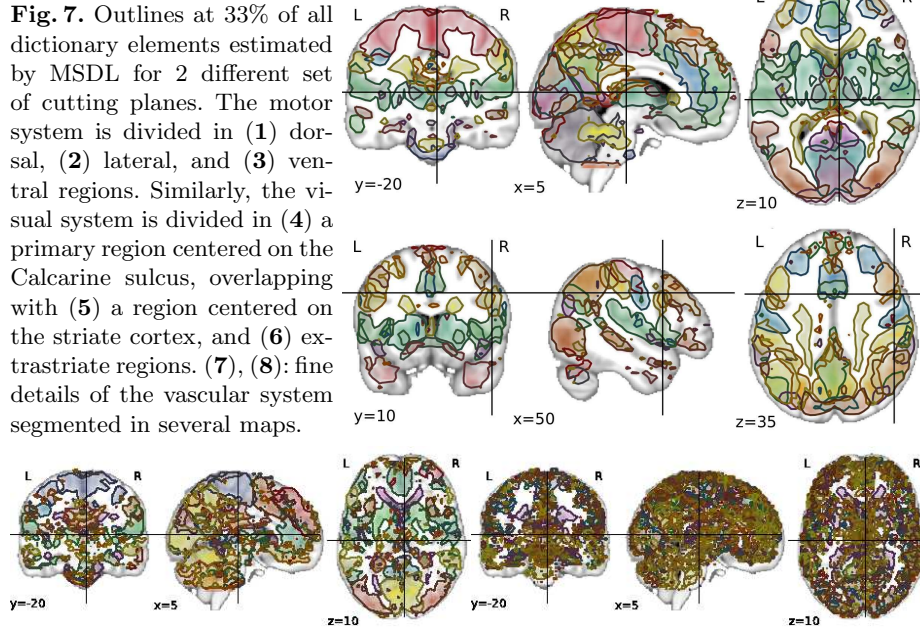 Fig. 7. Outlines at 33% of all
dictionary elements estimated
by MSDL for 2 different set
of cutting planes. The motor
system is divided in (1) dor-
sal, (2) lateral, and (3) ven-
tral regions. Similarly, the vi-
sual system is divided in (4) a
primary region centered on the
Calcarine sulcus, overlapping
with (5) a region centered on
the striate cortex, and (6) ex-
trastriate regions. (7), (8): fine
details of the vascular system
segmented in several maps.
L R
L
y=-20 x=5 z=10
L R
L R
y=10 x=50 z=35
L R
L R
L R
L R
y=-20 x=5 z=10
y=-20 x=5 z=10